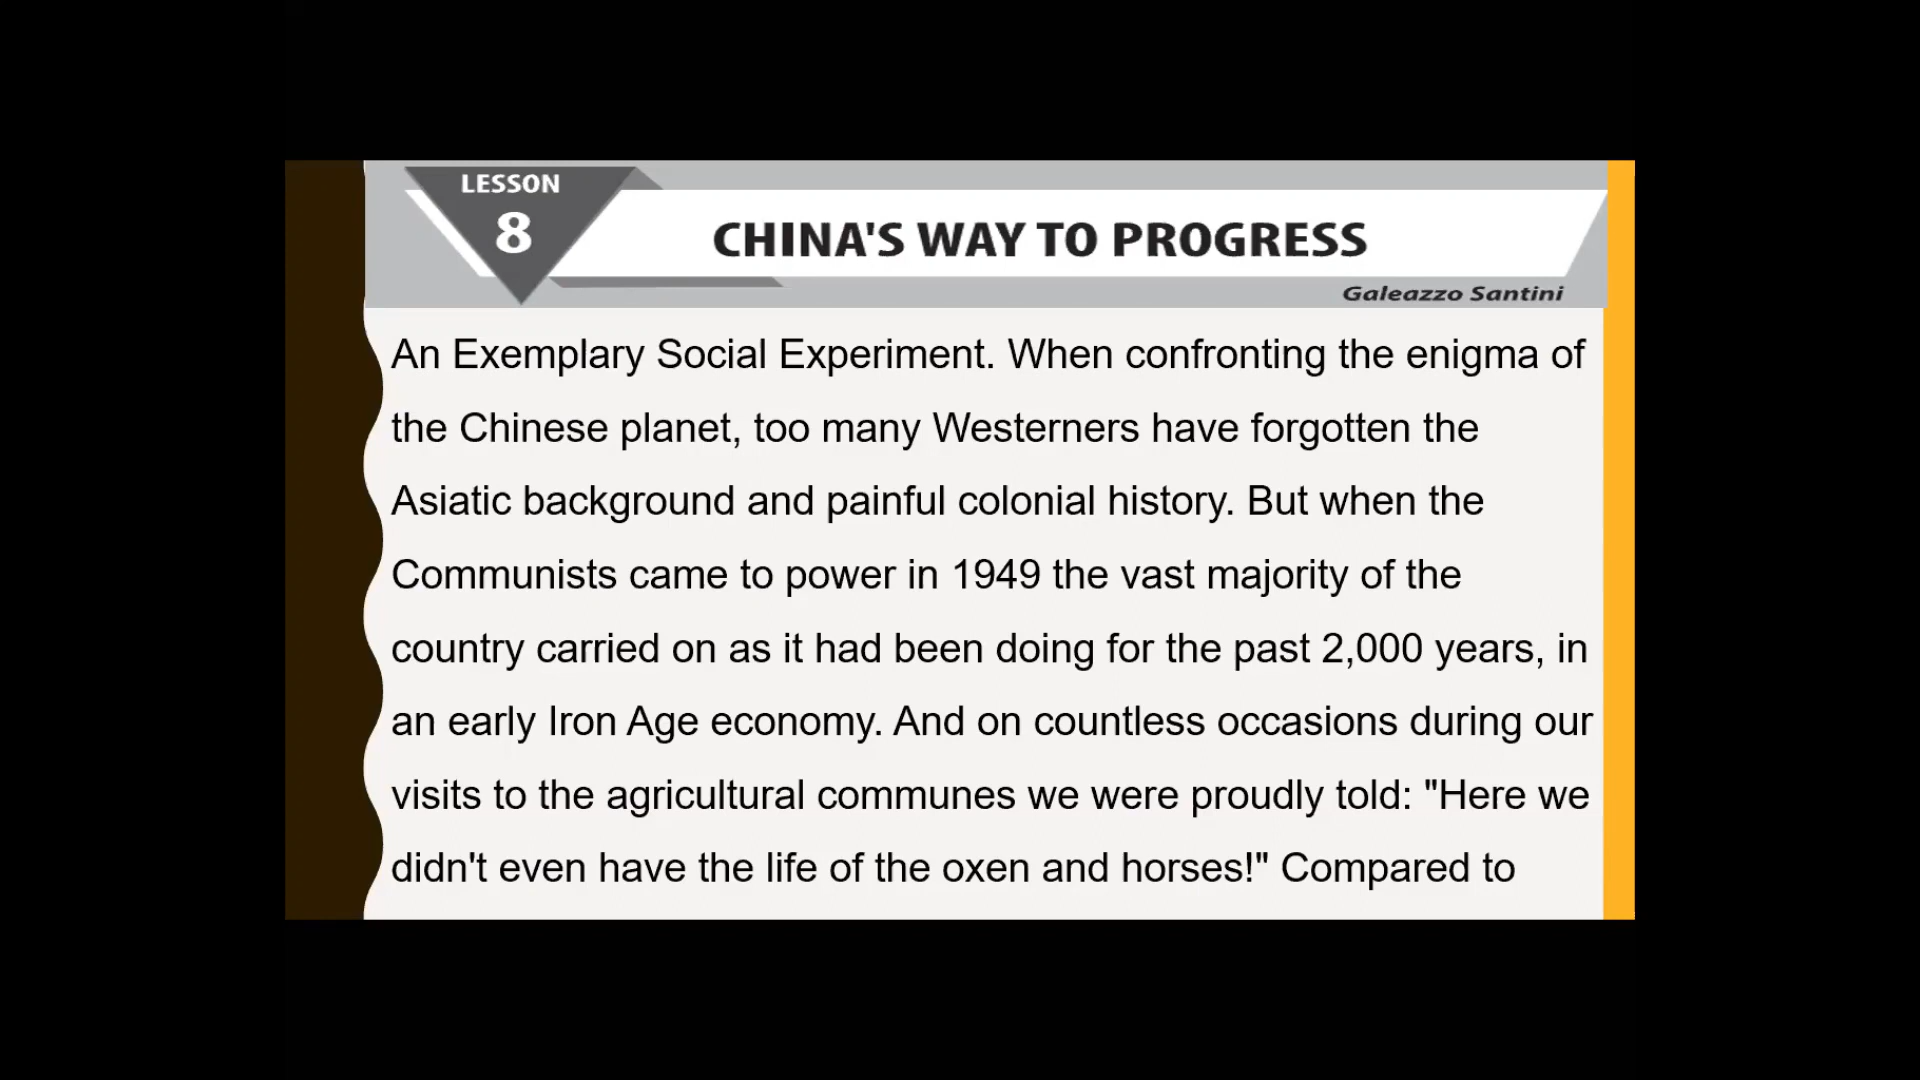 LESSON
8
CHINA'S WAY TO PROGRESS
Galeazzo Santini
An Exemplary Social Experiment. When confronting the enigma of
the Chinese planet, too many Westerners have forgotten the
Asiatic background and painful colonial history. But when the
Communists came to power in 1949 the vast majority of the
country carried on as it had been doing for the past 2,000 years, in
an early Iron Age economy. And on countless occasions during our
visits to the agricultural communes we were proudly told: "Here we
didn't even have the life of the oxen and horses!" Compared to